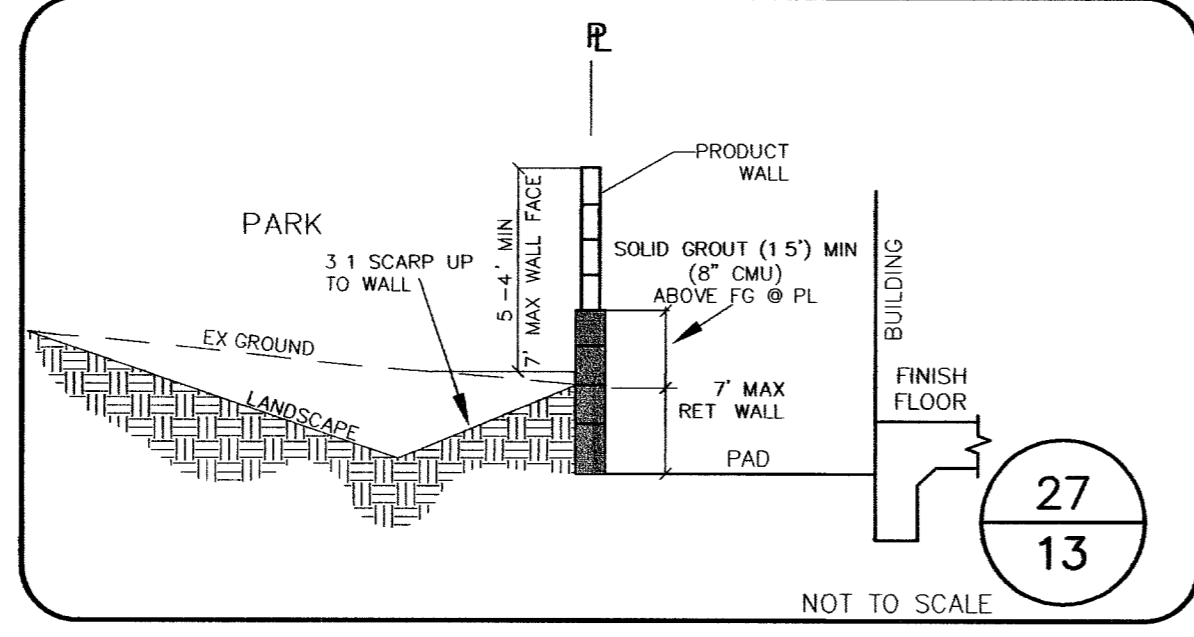 PL
PRODUCT
WALL
PARK
3 1 SCARP UP
TO WALL
5 -4' MIN
7' MAX WALL FACE
SOLID GROUT (1 5') MIN
(8" CMU)
ABOVE FG @ PL
BUILDING
EX GROUND
LANDSCAPE
7' MAX
RET WALL
FINISH
FLOOR
PAD
27
13
NOT TO SCALE